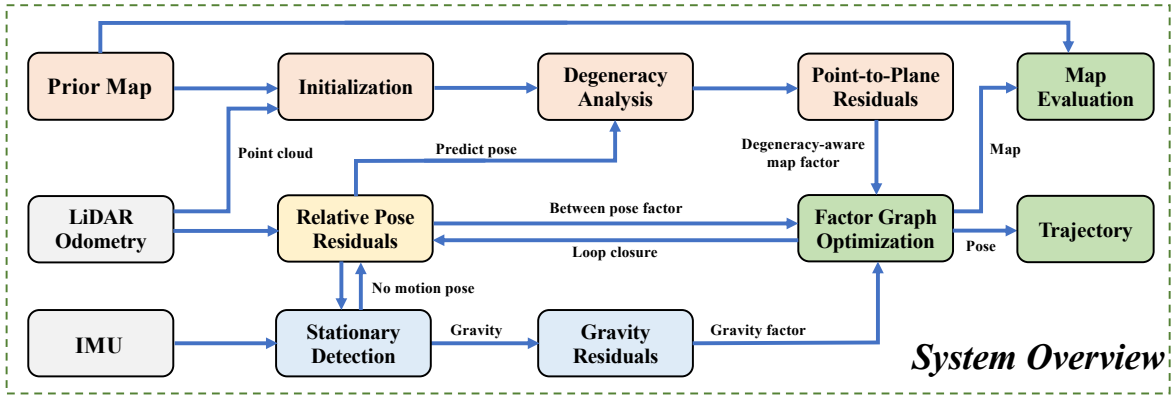 Prior Map
Initialization
Degeneracy
Analysis
Point-to-Plane
Residuals
Map
Evaluation
Point cloud
Predict pose
Degeneracy-aware
map factor
Map
LiDAR
Odometry
Relative Pose
Residuals
Between pose factor
Loop closure
Factor Graph
Optimization
Pose
Trajectory
No motion pose
IMU
Stationary
Detection
Gravity
Gravity
Residuals
Gravity factor
System Overview